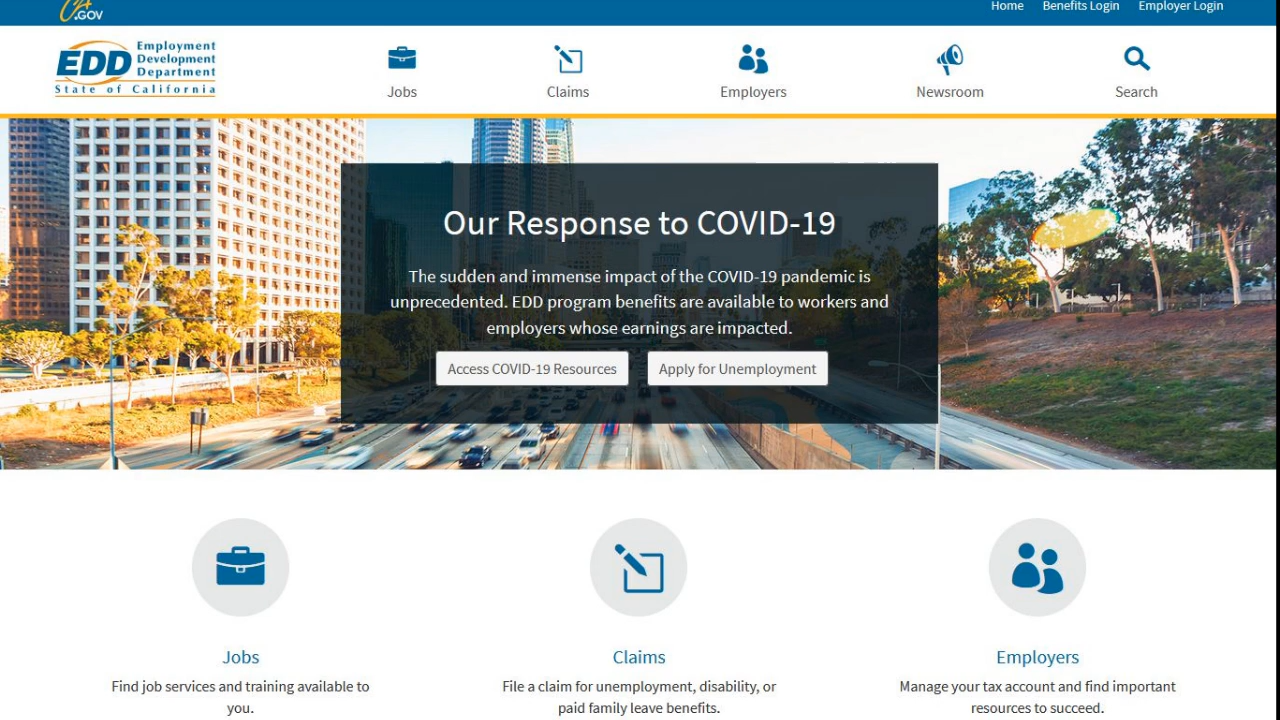 CA.GOV
Home Benefits Login Employer Login
EDD Employment
Development
Department
State of California
Jobs Claims Employers Newsroom Search
Our Response to COVID-19
The sudden and immense impact of the COVID-19 pandemic is
unprecedented. EDD program benefits are available to workers and
employers whose earnings are impacted.
Access COVID-19 Resources Apply for Unemployment
Jobs
Find job services and training available to
you.
Claims
File a claim for unemployment, disability, or
paid family leave benefits.
Employers
Manage your tax account and find important
resources to succeed.